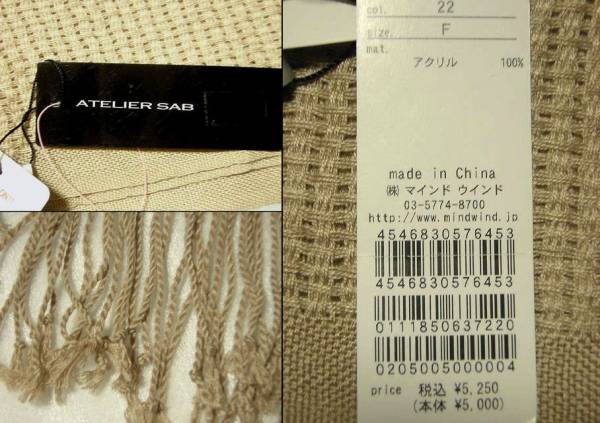 ATELIER SAB
col. 22
size. F
mat.
アクリル 100%
made in China
㈱ マインド ウインド
03-5774-8700
http://www.mindwind.jp
4546830576453
4546830576453
0111850637220
0205005000004
price 税込 ¥5,250
(本体 ¥5,000)